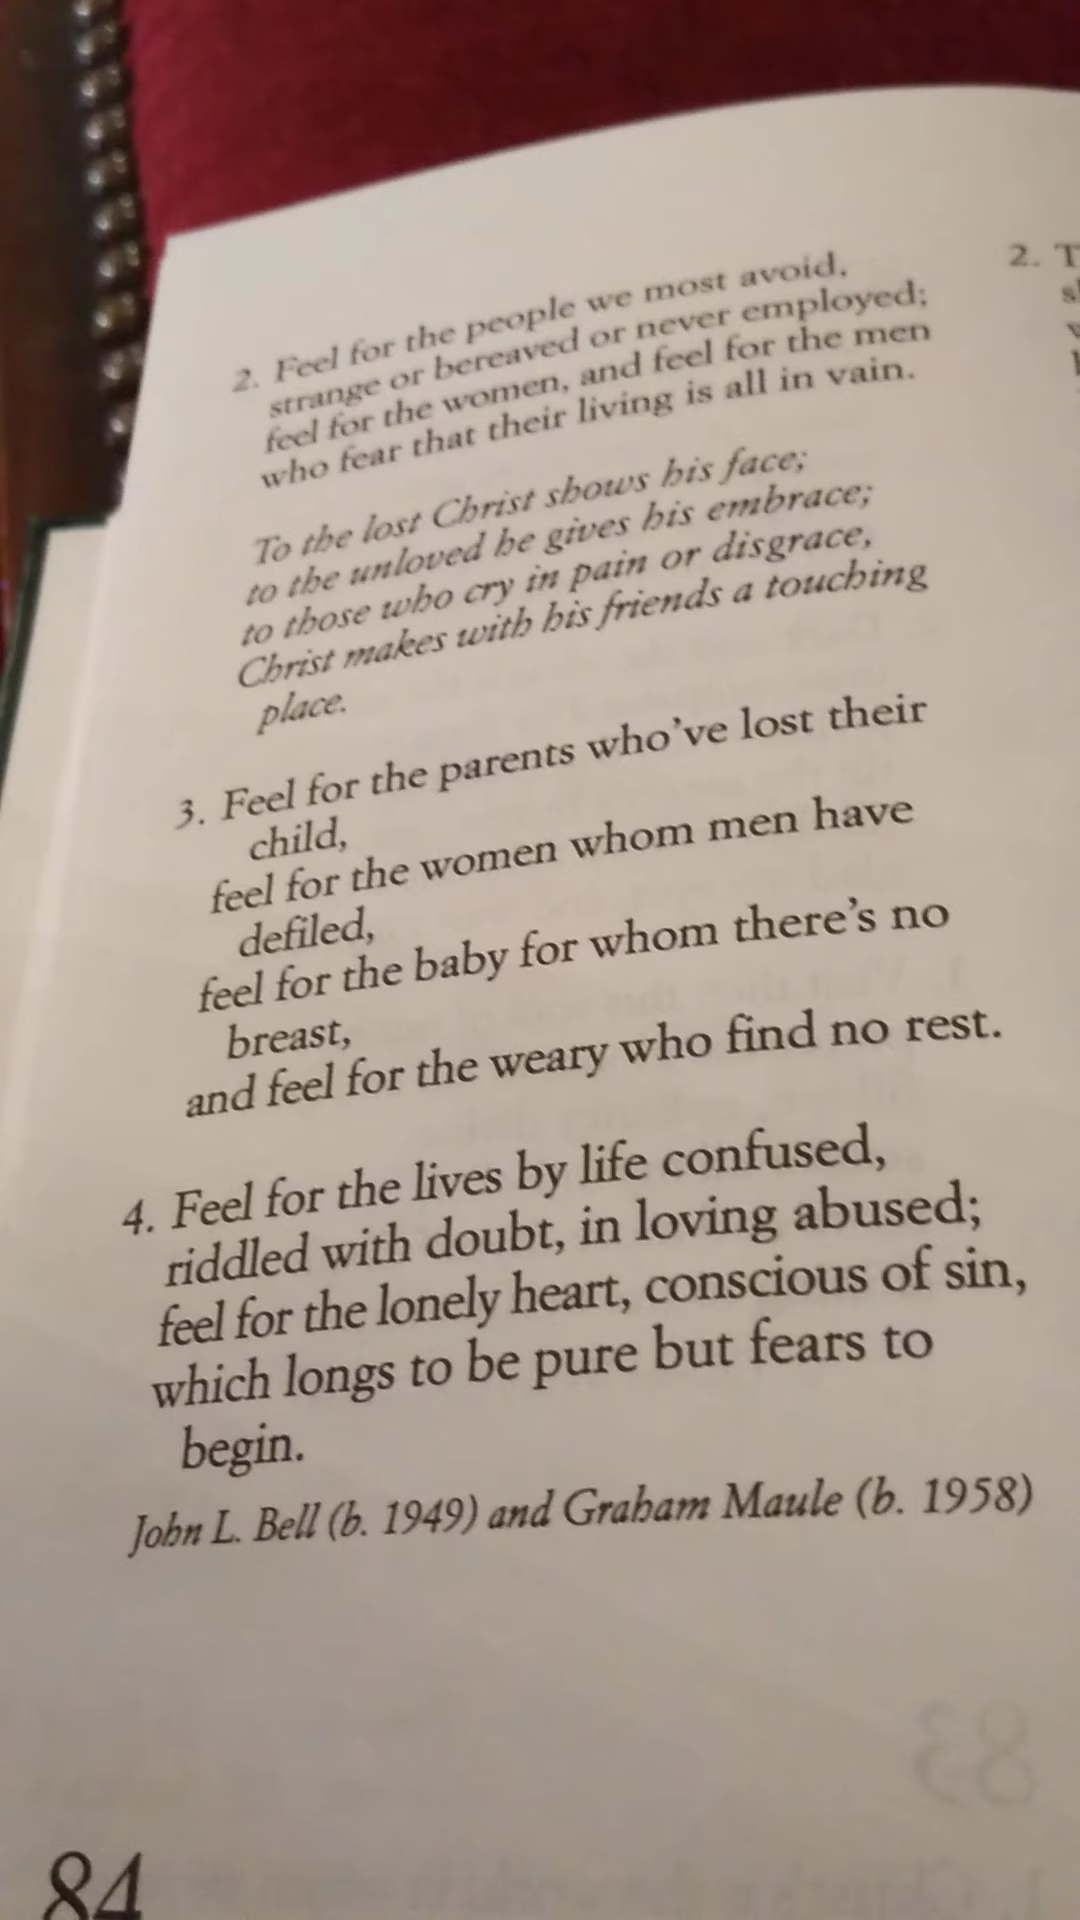 2. Feel for the people we most avoid,
strange or bereaved or never employed;
feel for the women, and feel for the men
who fear that their living is all in vain.
To the lost Christ shows his face;
to the unloved he gives his embrace;
to those who cry in pain or disgrace,
Christ makes with his friends a touching
place.
3. Feel for the parents who've lost their
child,
feel for the women whom men have
defiled,
feel for the baby for whom there's no
breast,
and feel for the weary who find no rest.
4. Feel for the lives by life confused,
riddled with doubt, in loving abused;
feel for the lonely heart, conscious of sin,
which longs to be pure but fears to
begin.
John L. Bell (b. 1949) and Graham Maule (b. 1958)
84
2.
83